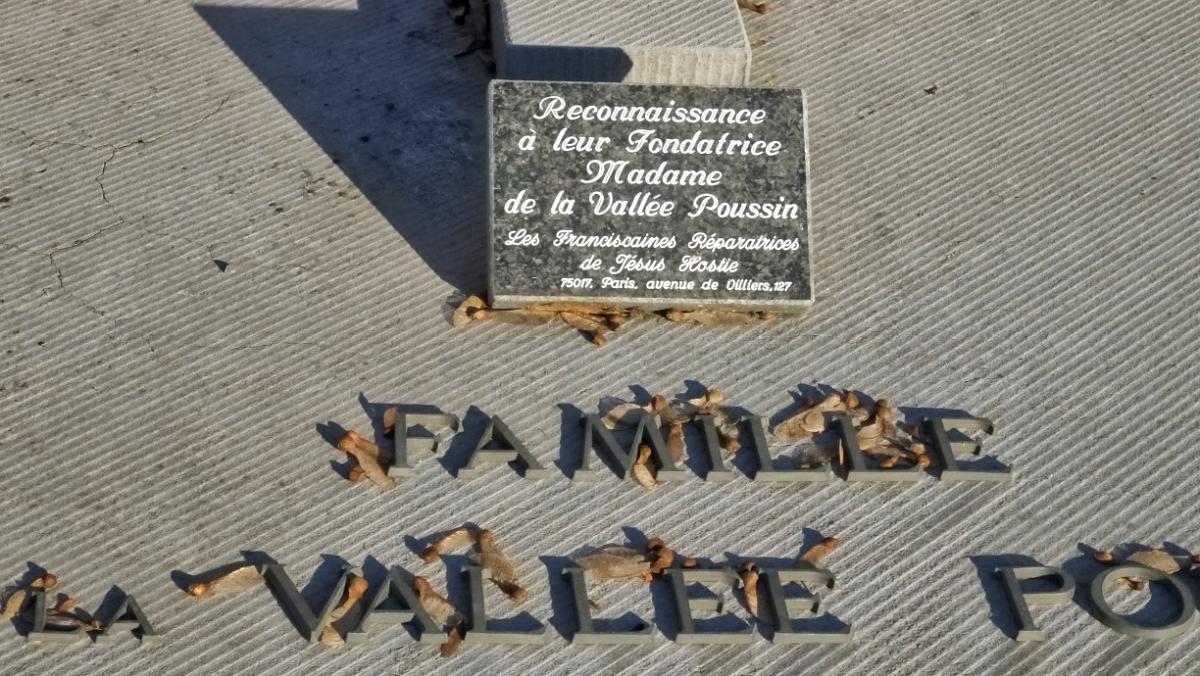 Reconnaissance
à leur Fondatrice
Madame
de la Vallée Poussin
Les Franciscaines Réparatrices
de Jésus Hostie
75017, Paris, avenue de Villiers, 127
FAMILLE
LA VALLEE PO